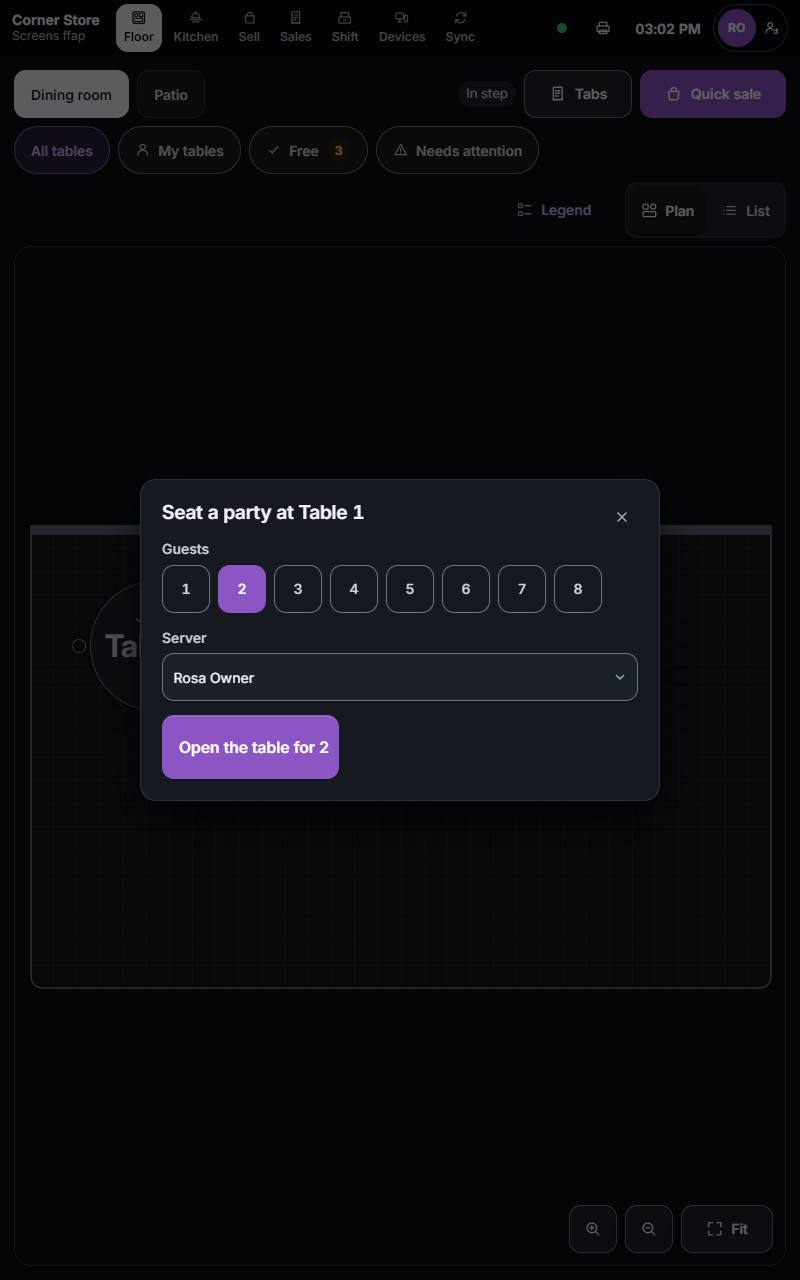 Corner Store
Screens ffap
Floor
Kitchen
Sell
Sales
Shift
Devices
Sync
03:02 PM
RO
Dining room
Patio
In step
Tabs
Quick sale
All tables
My tables
Free 3
Needs attention
Legend
Plan
List
Seat a party at Table 1
Guests
1 2 3 4 5 6 7 8
Server
Rosa Owner
Open the table for 2
Fit